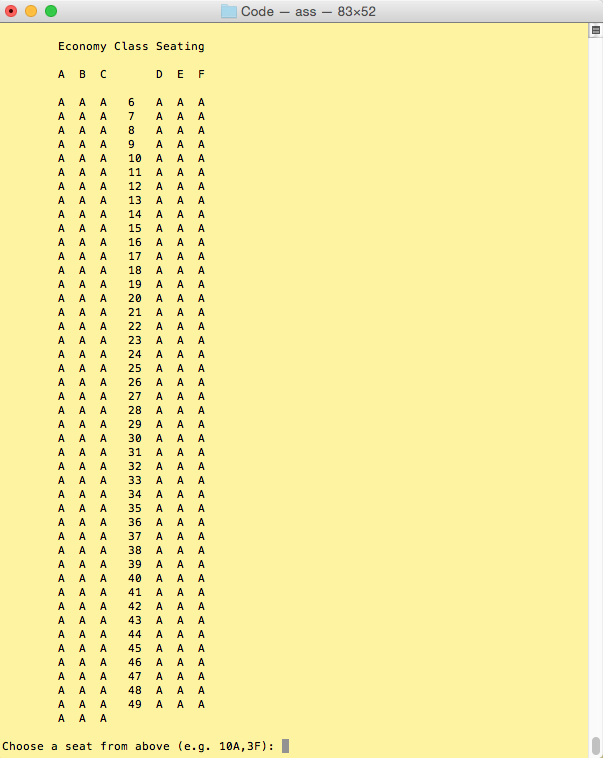 Code — ass — 83×52
Economy Class Seating
A B C D E F
A A A 6 A A A
A A A 7 A A A
A A A 8 A A A
A A A 9 A A A
A A A 10 A A A
A A A 11 A A A
A A A 12 A A A
A A A 13 A A A
A A A 14 A A A
A A A 15 A A A
A A A 16 A A A
A A A 17 A A A
A A A 18 A A A
A A A 19 A A A
A A A 20 A A A
A A A 21 A A A
A A A 22 A A A
A A A 23 A A A
A A A 24 A A A
A A A 25 A A A
A A A 26 A A A
A A A 27 A A A
A A A 28 A A A
A A A 29 A A A
A A A 30 A A A
A A A 31 A A A
A A A 32 A A A
A A A 33 A A A
A A A 34 A A A
A A A 35 A A A
A A A 36 A A A
A A A 37 A A A
A A A 38 A A A
A A A 39 A A A
A A A 40 A A A
A A A 41 A A A
A A A 42 A A A
A A A 43 A A A
A A A 44 A A A
A A A 45 A A A
A A A 46 A A A
A A A 47 A A A
A A A 48 A A A
A A A 49 A A A
A A A
Choose a seat from above (e.g. 10A,3F):